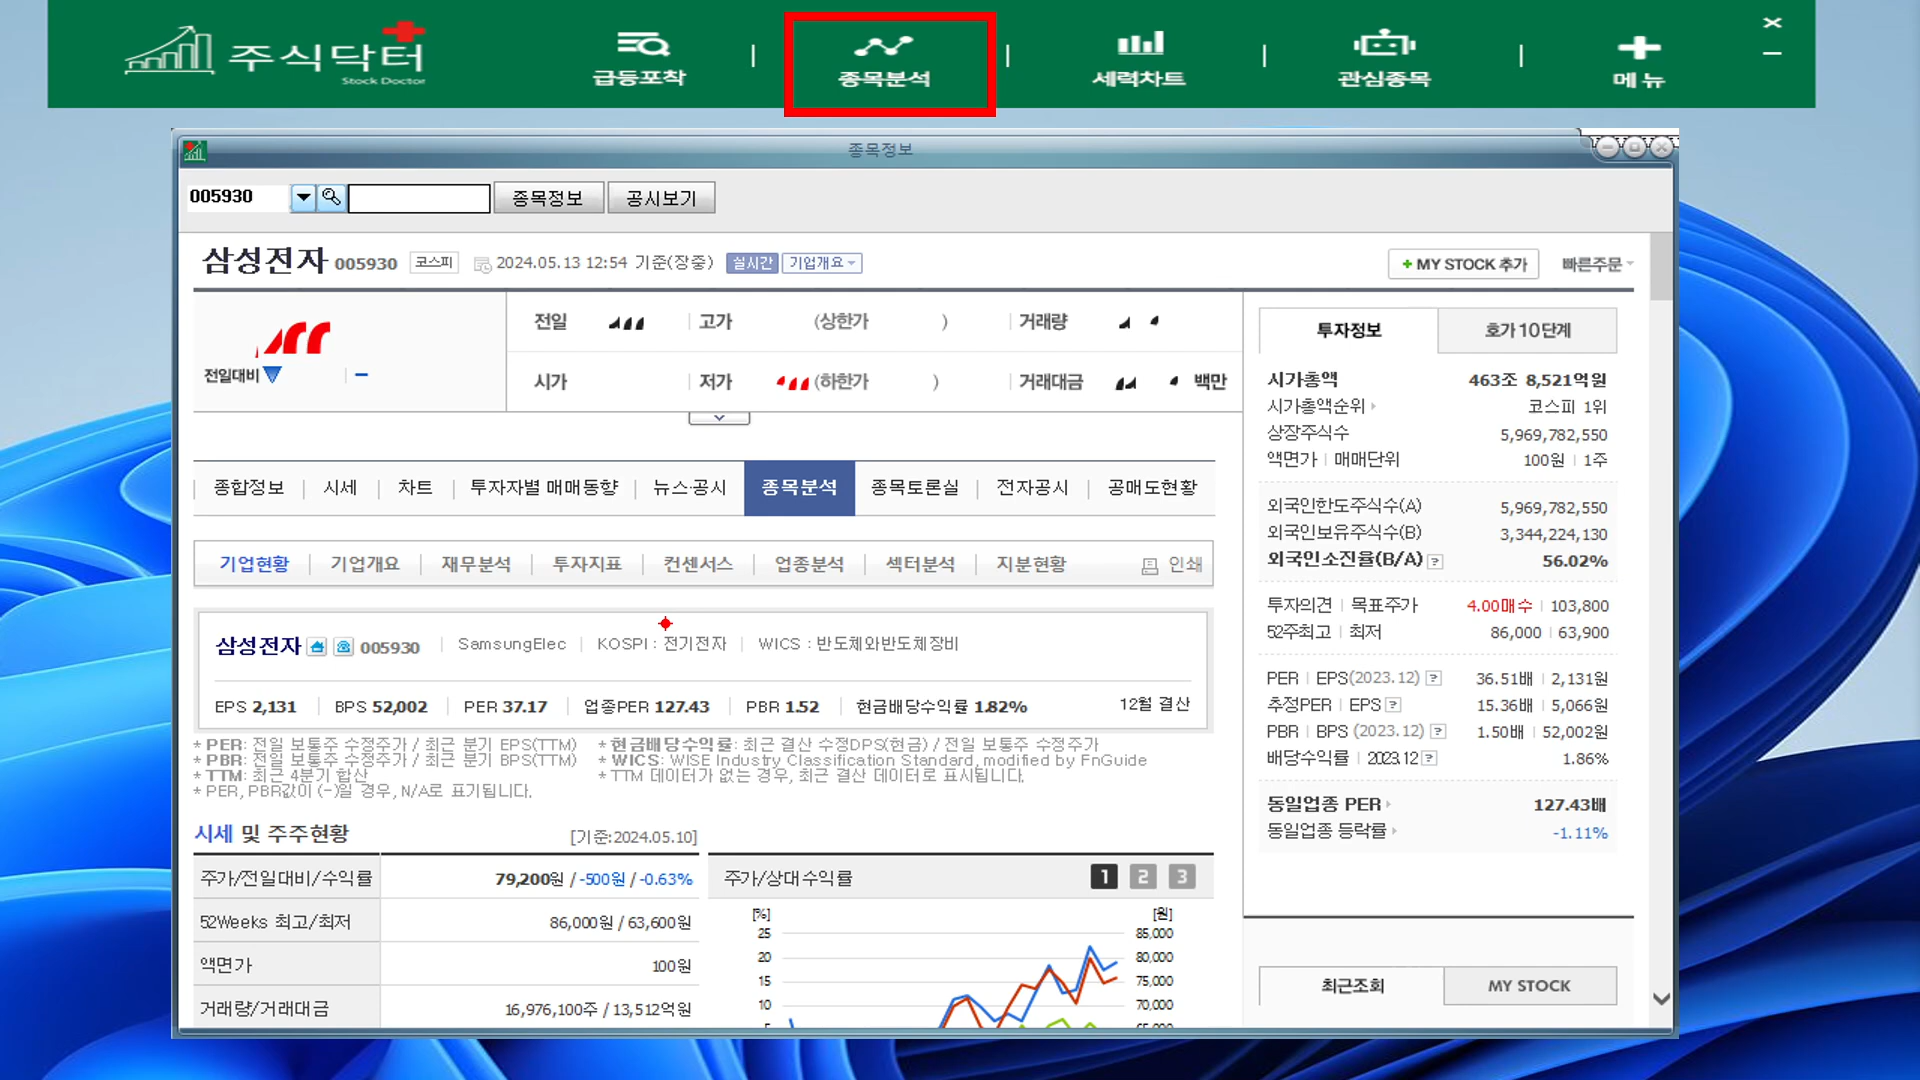 주식닥터
Stock Doctor
급등포착
종목분석
세력차트
관심종목
메뉴
종목정보
005930
종목정보
공시보기
삼성전자 005930 코스피 2024.05.13 12:54 기준(장중) 실시간 기업개요
+ MY STOCK 추가
빠른주문
전일대비
전일
고가 (상한가 )
거래량
시가
저가 (하한가 )
거래대금 백만
종합정보
시세
차트
투자자별 매매동향
뉴스·공시
종목분석
종목토론실
전자공시
공매도현황
기업현황
기업개요
재무분석
투자지표
컨센서스
업종분석
섹터분석
지분현황
인쇄
삼성전자 005930 SamsungElec KOSPI : 전기전자 WICS : 반도체와반도체장비
EPS 2,131 BPS 52,002 PER 37.17 업종PER 127.43 PBR 1.52 현금배당수익률 1.82% 12월 결산
* PER: 전일 보통주 수정주가 / 최근 분기 EPS(TTM)
* PBR: 전일 보통주 수정주가 / 최근 분기 BPS(TTM)
* TTM: 최근 4분기 합산
* PER, PBR값이 (-)일 경우, N/A로 표기됩니다.
* 현금배당수익률: 최근 결산 수정DPS(현금) / 전일 보통주 수정주가
* WICS: WISE Industry Classification Standard, modified by FnGuide
* TTM 데이터가 없는 경우, 최근 결산 데이터로 표시됩니다.
시세 및 주주현황 [기준:2024.05.10]
주가/전일대비/수익률 79,200원 / -500원 / -0.63%
52Weeks 최고/최저 86,000원 / 63,600원
액면가 100원
거래량/거래대금 16,976,100주 / 13,512억원
주가/상대수익률 1 2 3
[%] [원]
25 85,000
20 80,000
15 75,000
10 70,000
5 65,000
투자정보
호가 10단계
시가총액 463조 8,521억원
시가총액순위 코스피 1위
상장주식수 5,969,782,550
액면가 매매단위 100원 1주
외국인한도주식수(A) 5,969,782,550
외국인보유주식수(B) 3,344,224,130
외국인소진율(B/A) ? 56.02%
투자의견 목표주가 4.00매수 103,800
52주최고 최저 86,000 63,900
PER EPS(2023.12) ? 36.51배 2,131원
추정PER EPS ? 15.36배 5,066원
PBR BPS (2023.12) ? 1.50배 52,002원
배당수익률 2023.12 ? 1.86%
동일업종 PER 127.43배
동일업종 등락률 -1.11%
최근조회
MY STOCK